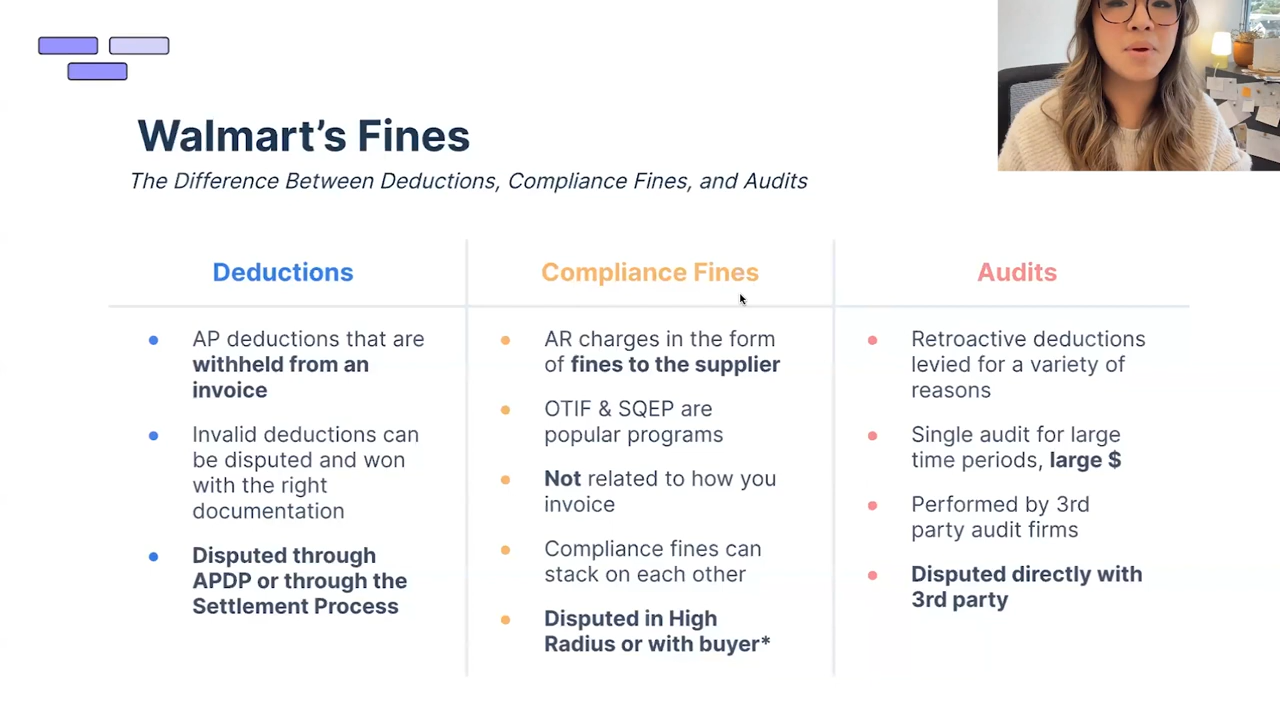 Walmart's Fines
The Difference Between Deductions, Compliance Fines, and Audits
Deductions
AP deductions that are
withheld from an
invoice
Invalid deductions can
be disputed and won
with the right
documentation
Disputed through
APDP or through the
Settlement Process
Compliance Fines
AR charges in the form
of fines to the supplier
OTIF & SQEP are
popular programs
Not related to how you
invoice
Compliance fines can
stack on each other
Disputed in High
Radius or with buyer*
Audits
Retroactive deductions
levied for a variety of
reasons
Single audit for large
time periods, large $
Performed by 3rd
party audit firms
Disputed directly with
3rd party